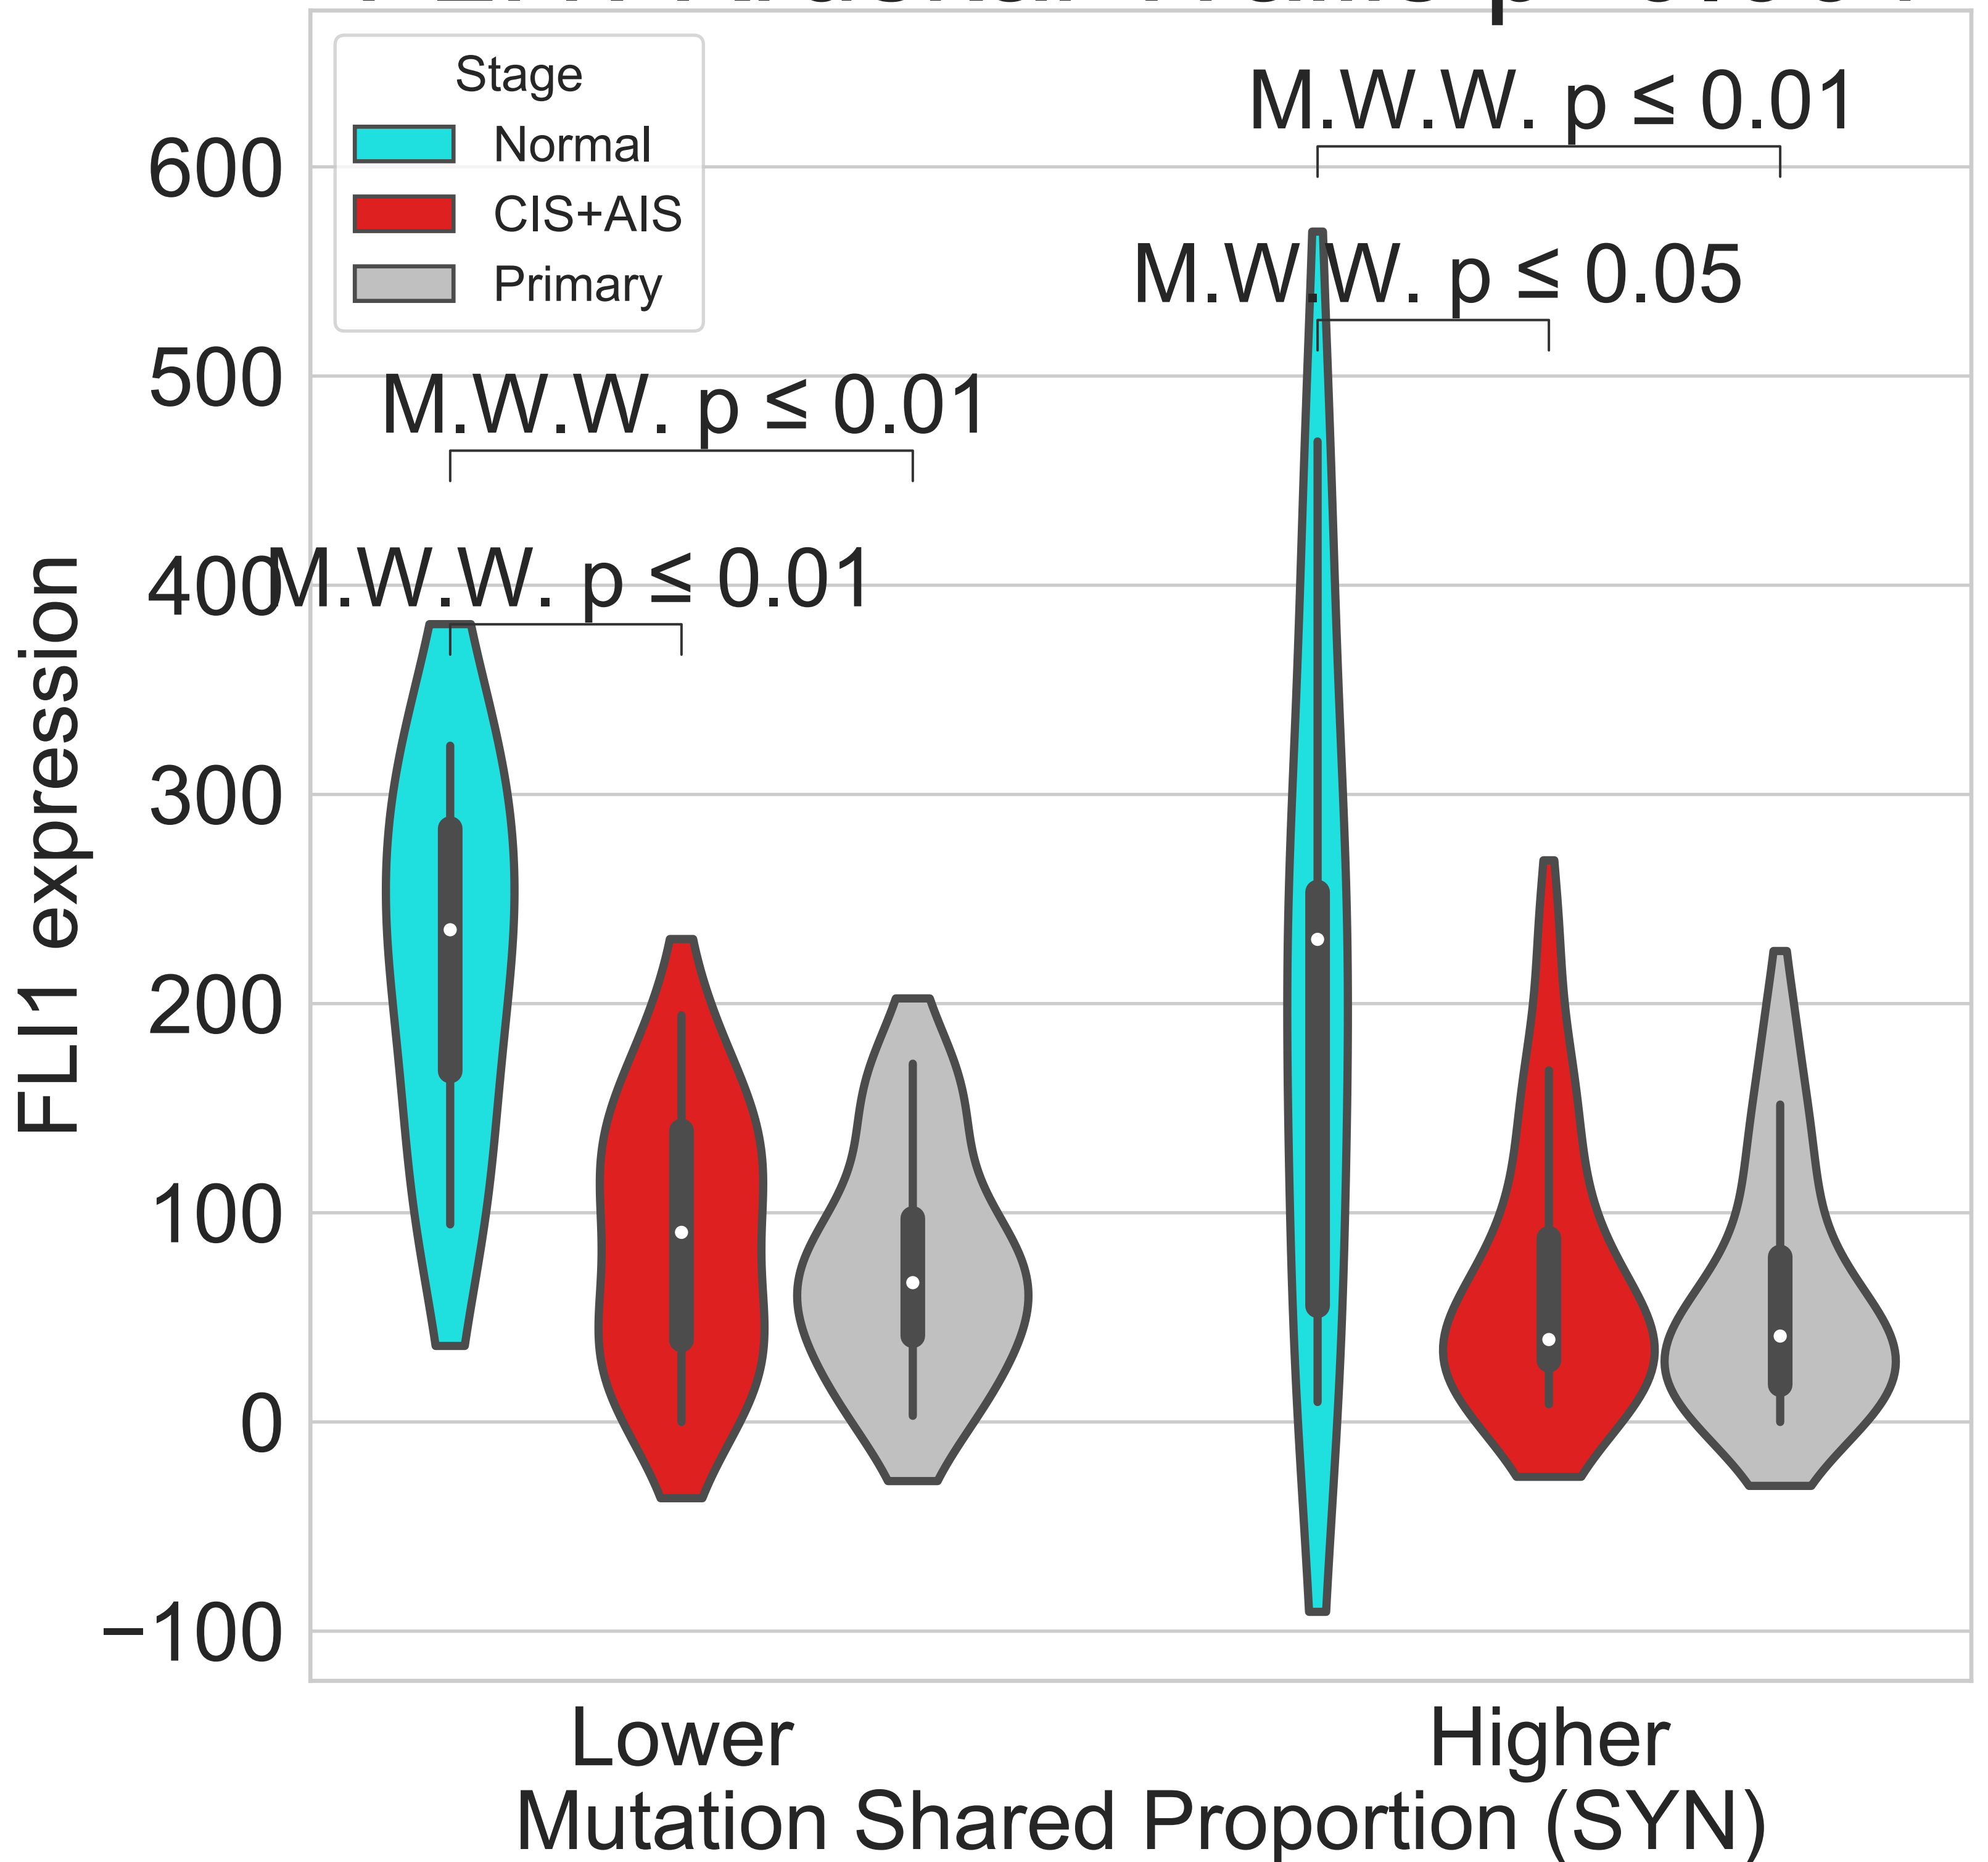 Stage
Normal
CIS+AIS
Primary
M.W.W. p ≤ 0.01
M.W.W. p ≤ 0.05
M.W.W. p ≤ 0.01
M.W.W. p ≤ 0.01
600
500
400
300
200
100
0
−100
FLI1 expression
Lower
Higher
Mutation Shared Proportion (SYN)